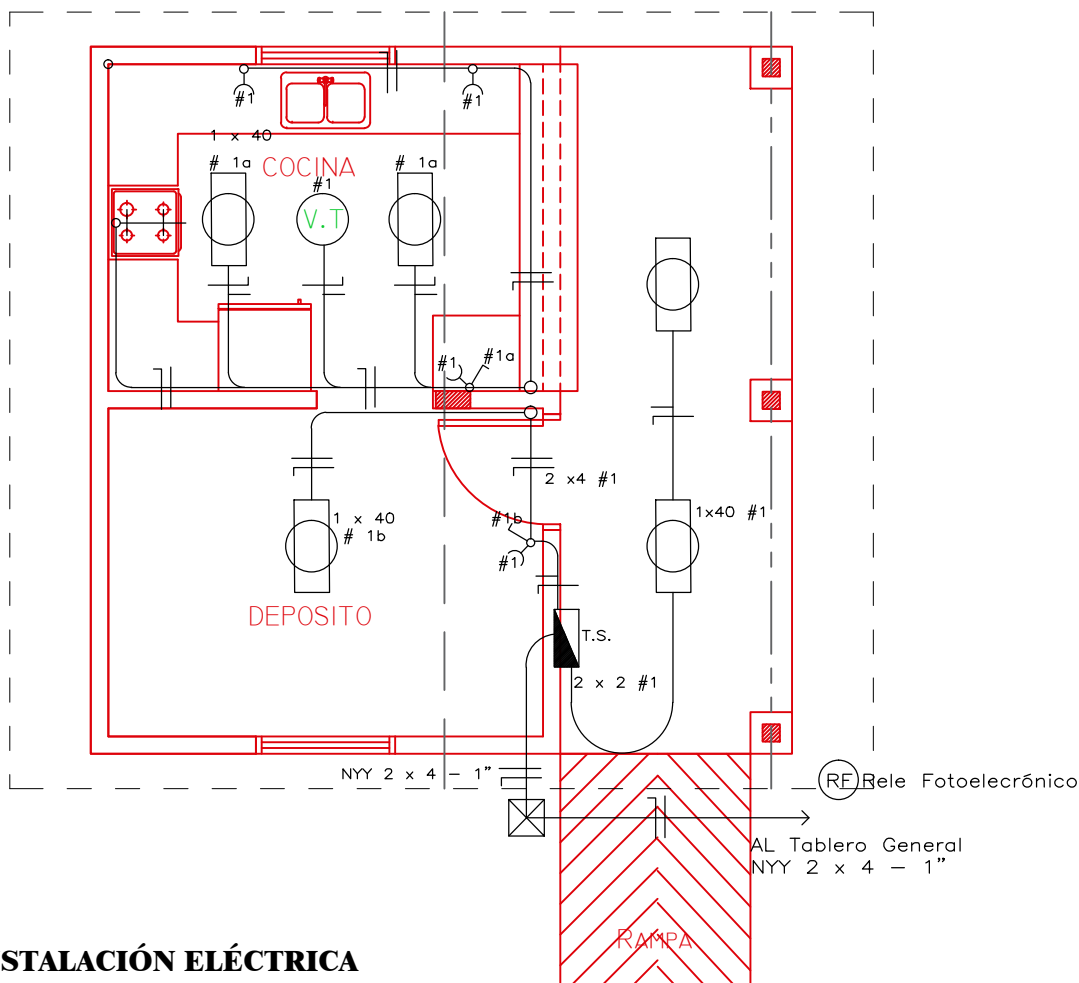 #1
#1
1 x 40
# 1a
COCINA
# 1a
#1
V.T
#1
#1a
2 x4 #1
1 x 40
# 1b
#1b
#1
1x40 #1
DEPOSITO
T.S.
2 x 2 #1
NYY 2 x 4 - 1”
RF Rele Fotoelecrónico
AL Tablero General
NYY 2 x 4 - 1”
RAMPA
STALACIÓN ELÉCTRICA